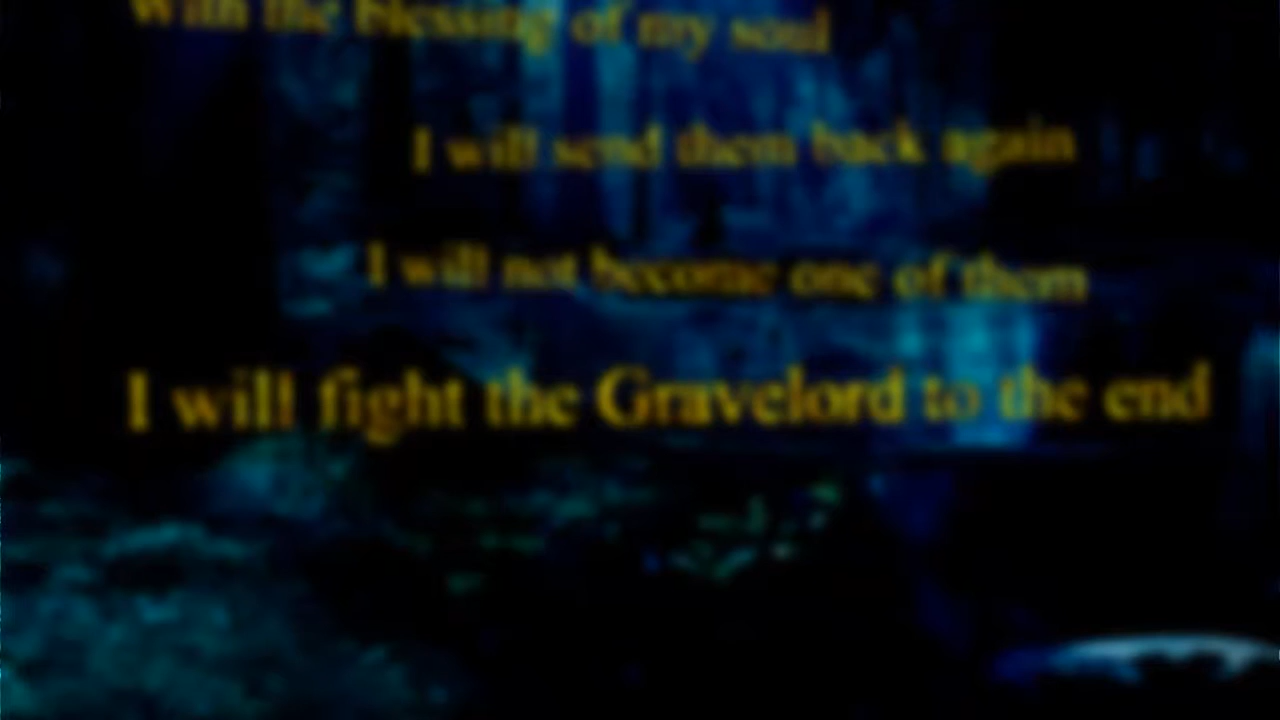 With the blessing of my soul
I will send them back again
I will not become one of them
I will fight the Gravelord to the end